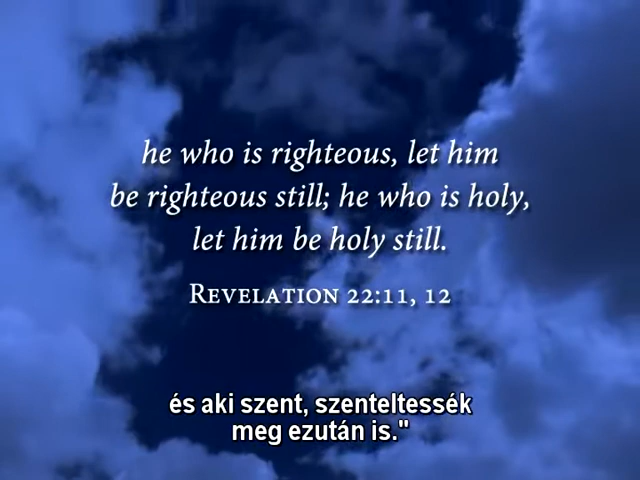 he who is righteous, let him
be righteous still; he who is holy,
let him be holy still.
Revelation 22:11, 12
és aki szent, szenteltessék
meg ezután is."